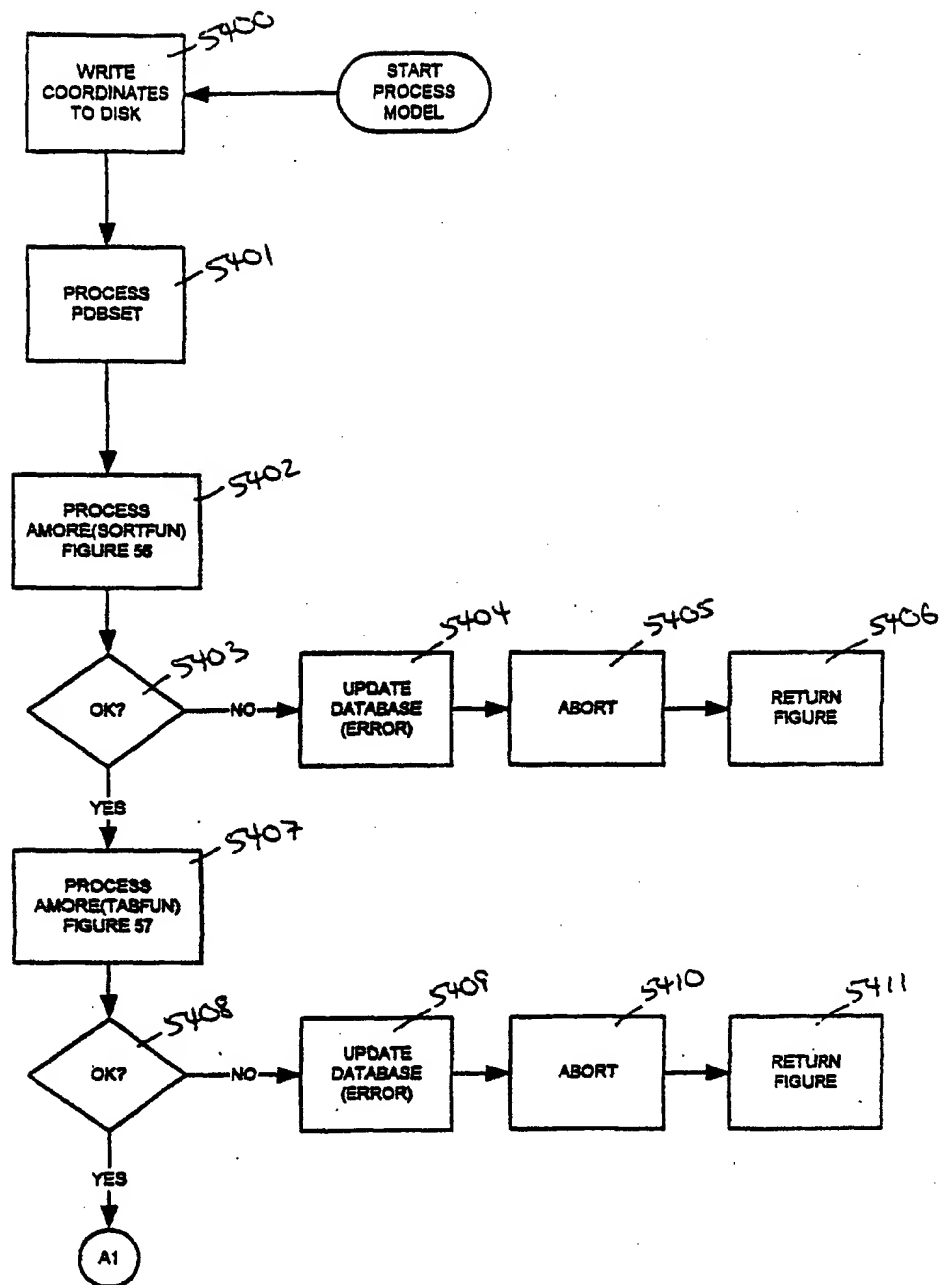 5400
WRITE
COORDINATES
TO DISK
START
PROCESS
MODEL
5401
PROCESS
PDBSET
5402
PROCESS
AMORE(SORTFUN)
FIGURE 56
5403
OK?
NO
5404
UPDATE
DATABASE
(ERROR)
5405
ABORT
5406
RETURN
FIGURE
YES
5407
PROCESS
AMORE(TABFUN)
FIGURE 57
5408
OK?
NO
5409
UPDATE
DATABASE
(ERROR)
5410
ABORT
5411
RETURN
FIGURE
YES
A1